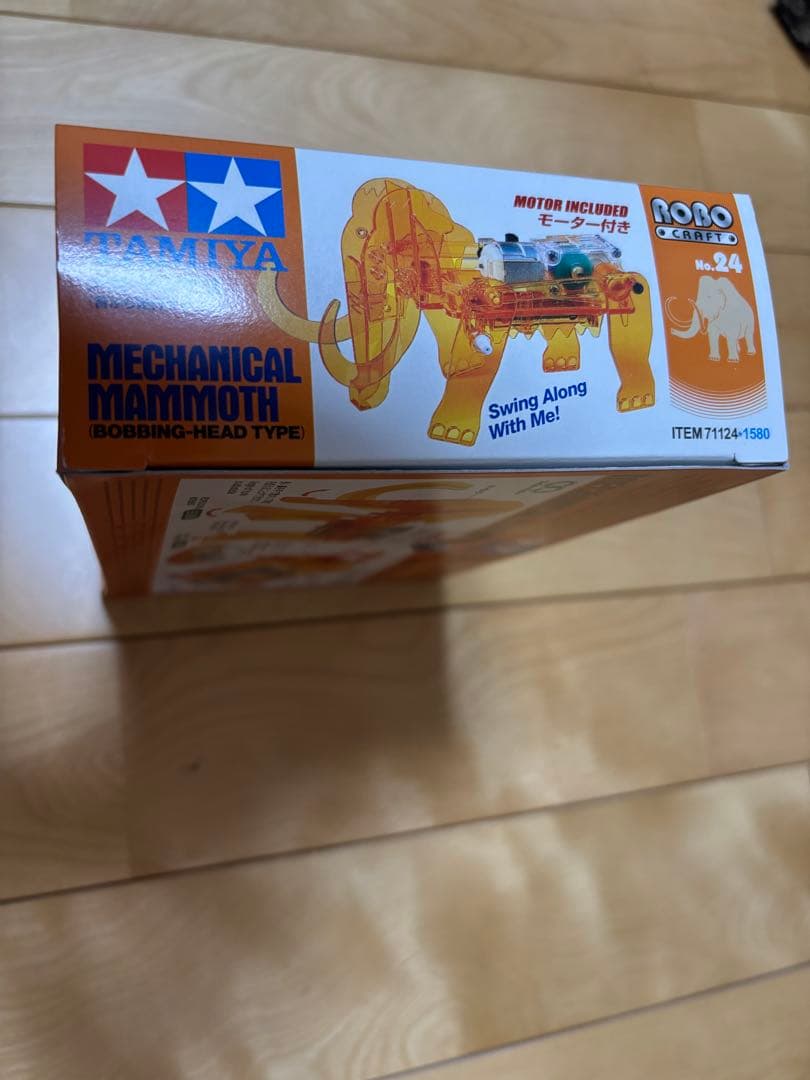 TAMIYA
MECHANICAL
MAMMOTH
(BOBBING-HEAD TYPE)
MOTOR INCLUDED
モーター付き
Swing Along
With Me!
ROBO
CRAFT
No.24
ITEM 71124*1580